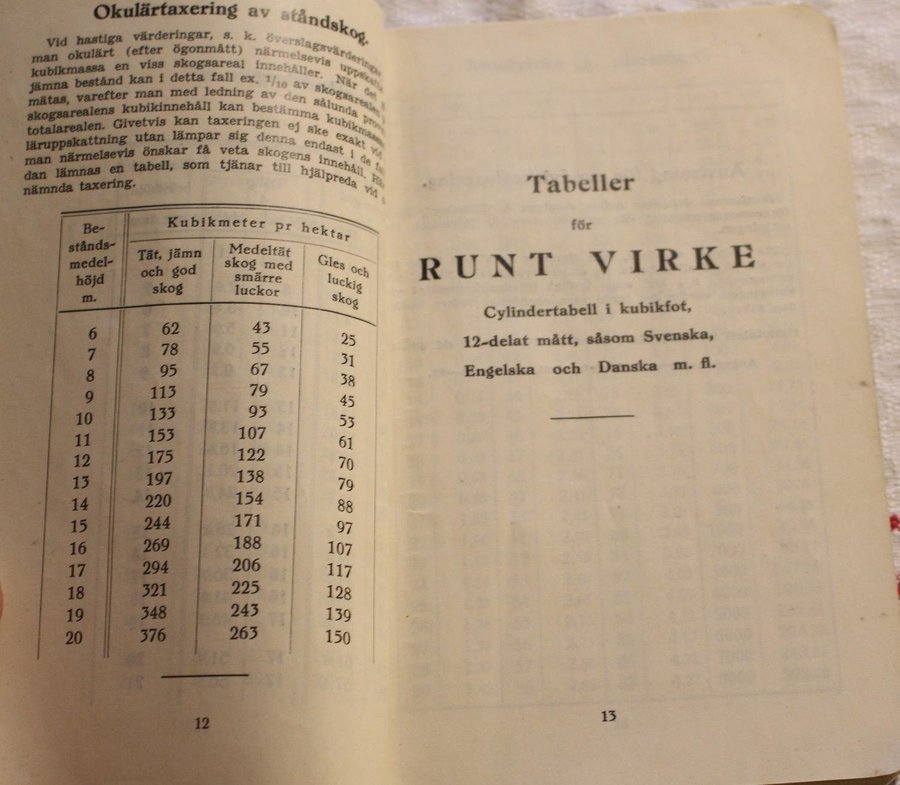 Okulärtaxering av ståndskog.
Vid hastiga värderingar, s. k. överslagsvärderingar
man okulärt (efter ögonmått) närmelsevis
kubikmassa en viss skogsareal innehåller. När det
jämna bestånd kan i detta fall ex. 1/10 av skogsarealen
mätas, varefter man med ledning av den sålunda
skogsarealens kubikinnehåll kan bestämma
totalarealen. Givetvis kan taxeringen ej ske exakt
läruppskattning utan lämpar sig denna endast i de
man närmelsevis önskar få veta skogens innehåll.
dan lämnas en tabell, som tjänar till hjälpreda vid
nämnda taxering.
Be-
stånds-
medel-
höjd
m.
Kubikmeter pr hektar
Tät, jämn
och god
skog
Medeltät
skog med
smärre
luckor
Gles och
luckig
skog
6 62 43 25
7 78 55 31
8 95 67 38
9 113 79 45
10 133 93 53
11 153 107 61
12 175 122 70
13 197 138 79
14 220 154 88
15 244 171 97
16 269 188 107
17 294 206 117
18 321 225 128
19 348 243 139
20 376 263 150
12
Tabeller
för
RUNT VIRKE
Cylindertabell i kubikfot,
12-delat mått, såsom Svenska,
Engelska och Danska m. fl.
13